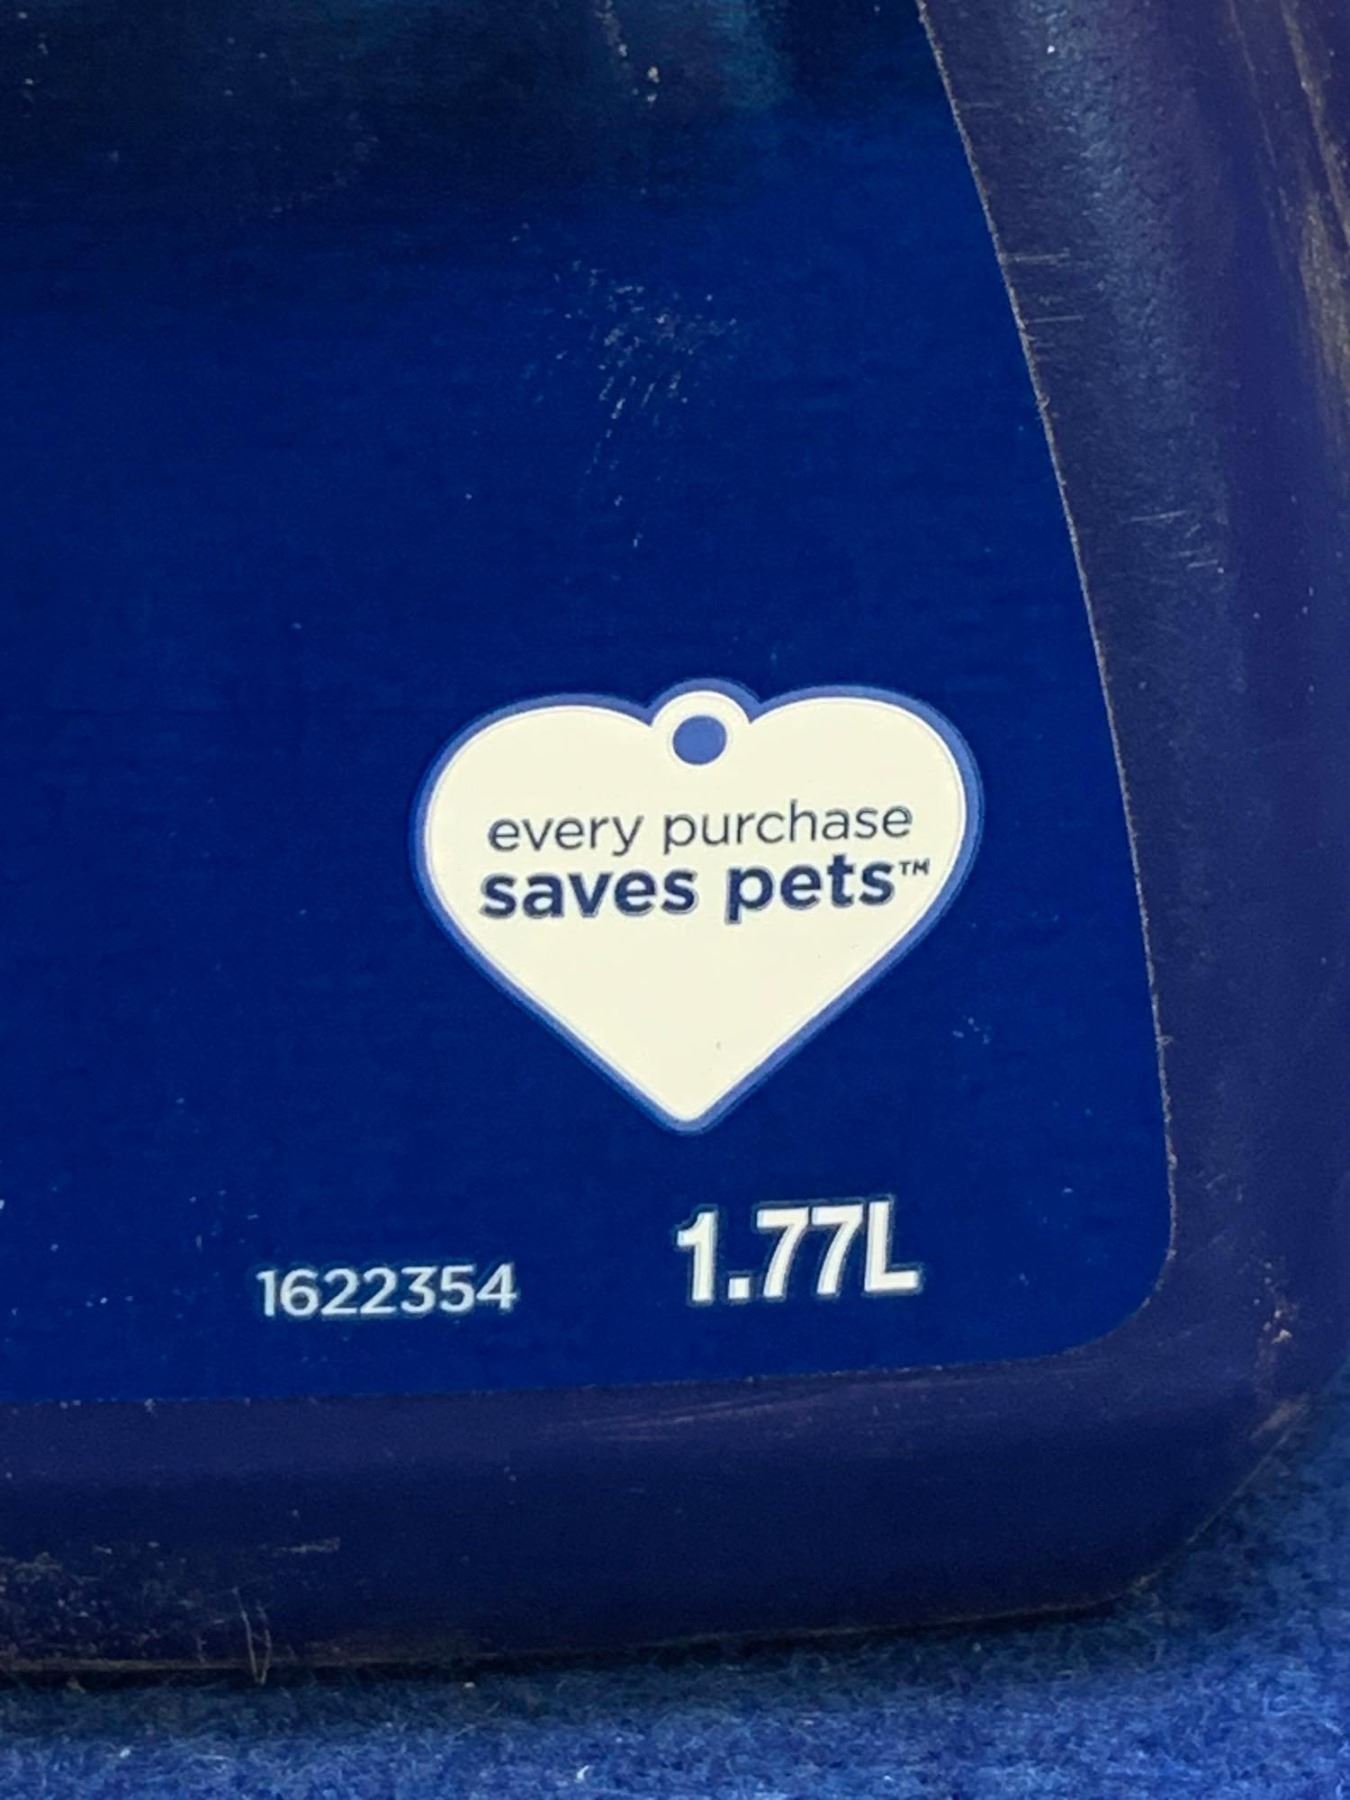 every purchase
saves pets™
1622354
1.77L